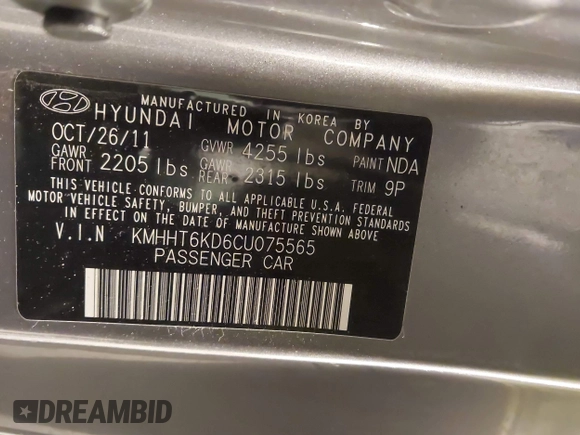 MANUFACTURED IN KOREA BY
HYUNDAI MOTOR COMPANY
OCT/26/11 GVWR 4255 lbs PAINT NDA
GAWR FRONT 2205 lbs GAWR REAR 2315 lbs TRIM 9P
THIS VEHICLE CONFORMS TO ALL APPLICABLE U.S.A. FEDERAL
MOTOR VEHICLE SAFETY, BUMPER, AND THEFT PREVENTION STANDARDS
IN EFFECT ON THE DATE OF MANUFACTURE SHOWN ABOVE
V.I.N KMHHT6KD6CU075565
PASSENGER CAR
DREAMBID